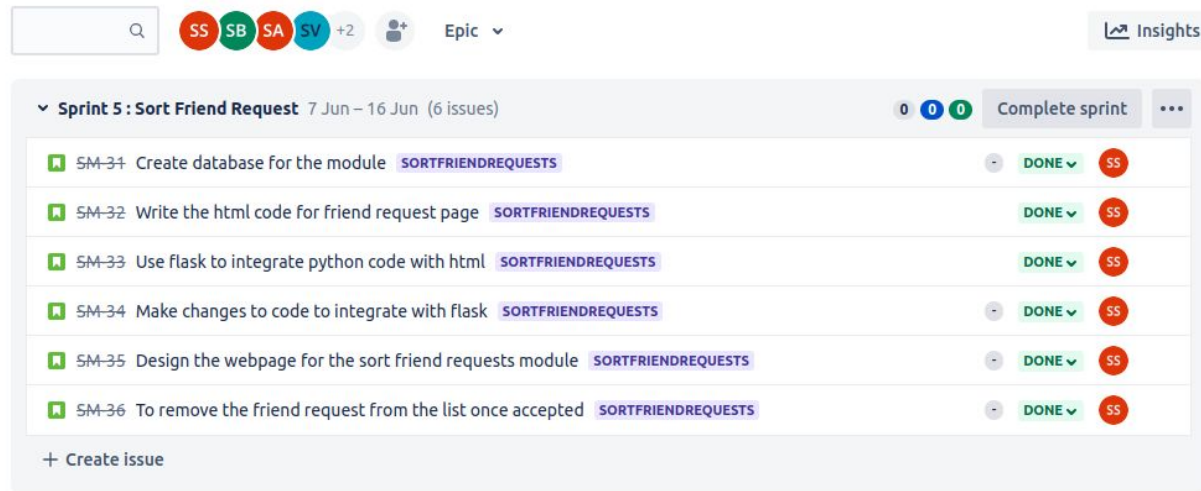 SS SB SA SV +2 Epic Insights
Sprint 5 : Sort Friend Request 7 Jun – 16 Jun (6 issues) 0 0 0 Complete sprint •••
SM-31 Create database for the module SORTFRIENDREQUESTS - DONE SS
SM-32 Write the html code for friend request page SORTFRIENDREQUESTS DONE SS
SM-33 Use flask to integrate python code with html SORTFRIENDREQUESTS DONE SS
SM-34 Make changes to code to integrate with flask SORTFRIENDREQUESTS - DONE SS
SM-35 Design the webpage for the sort friend requests module SORTFRIENDREQUESTS - DONE SS
SM-36 To remove the friend request from the list once accepted SORTFRIENDREQUESTS - DONE SS
+ Create issue